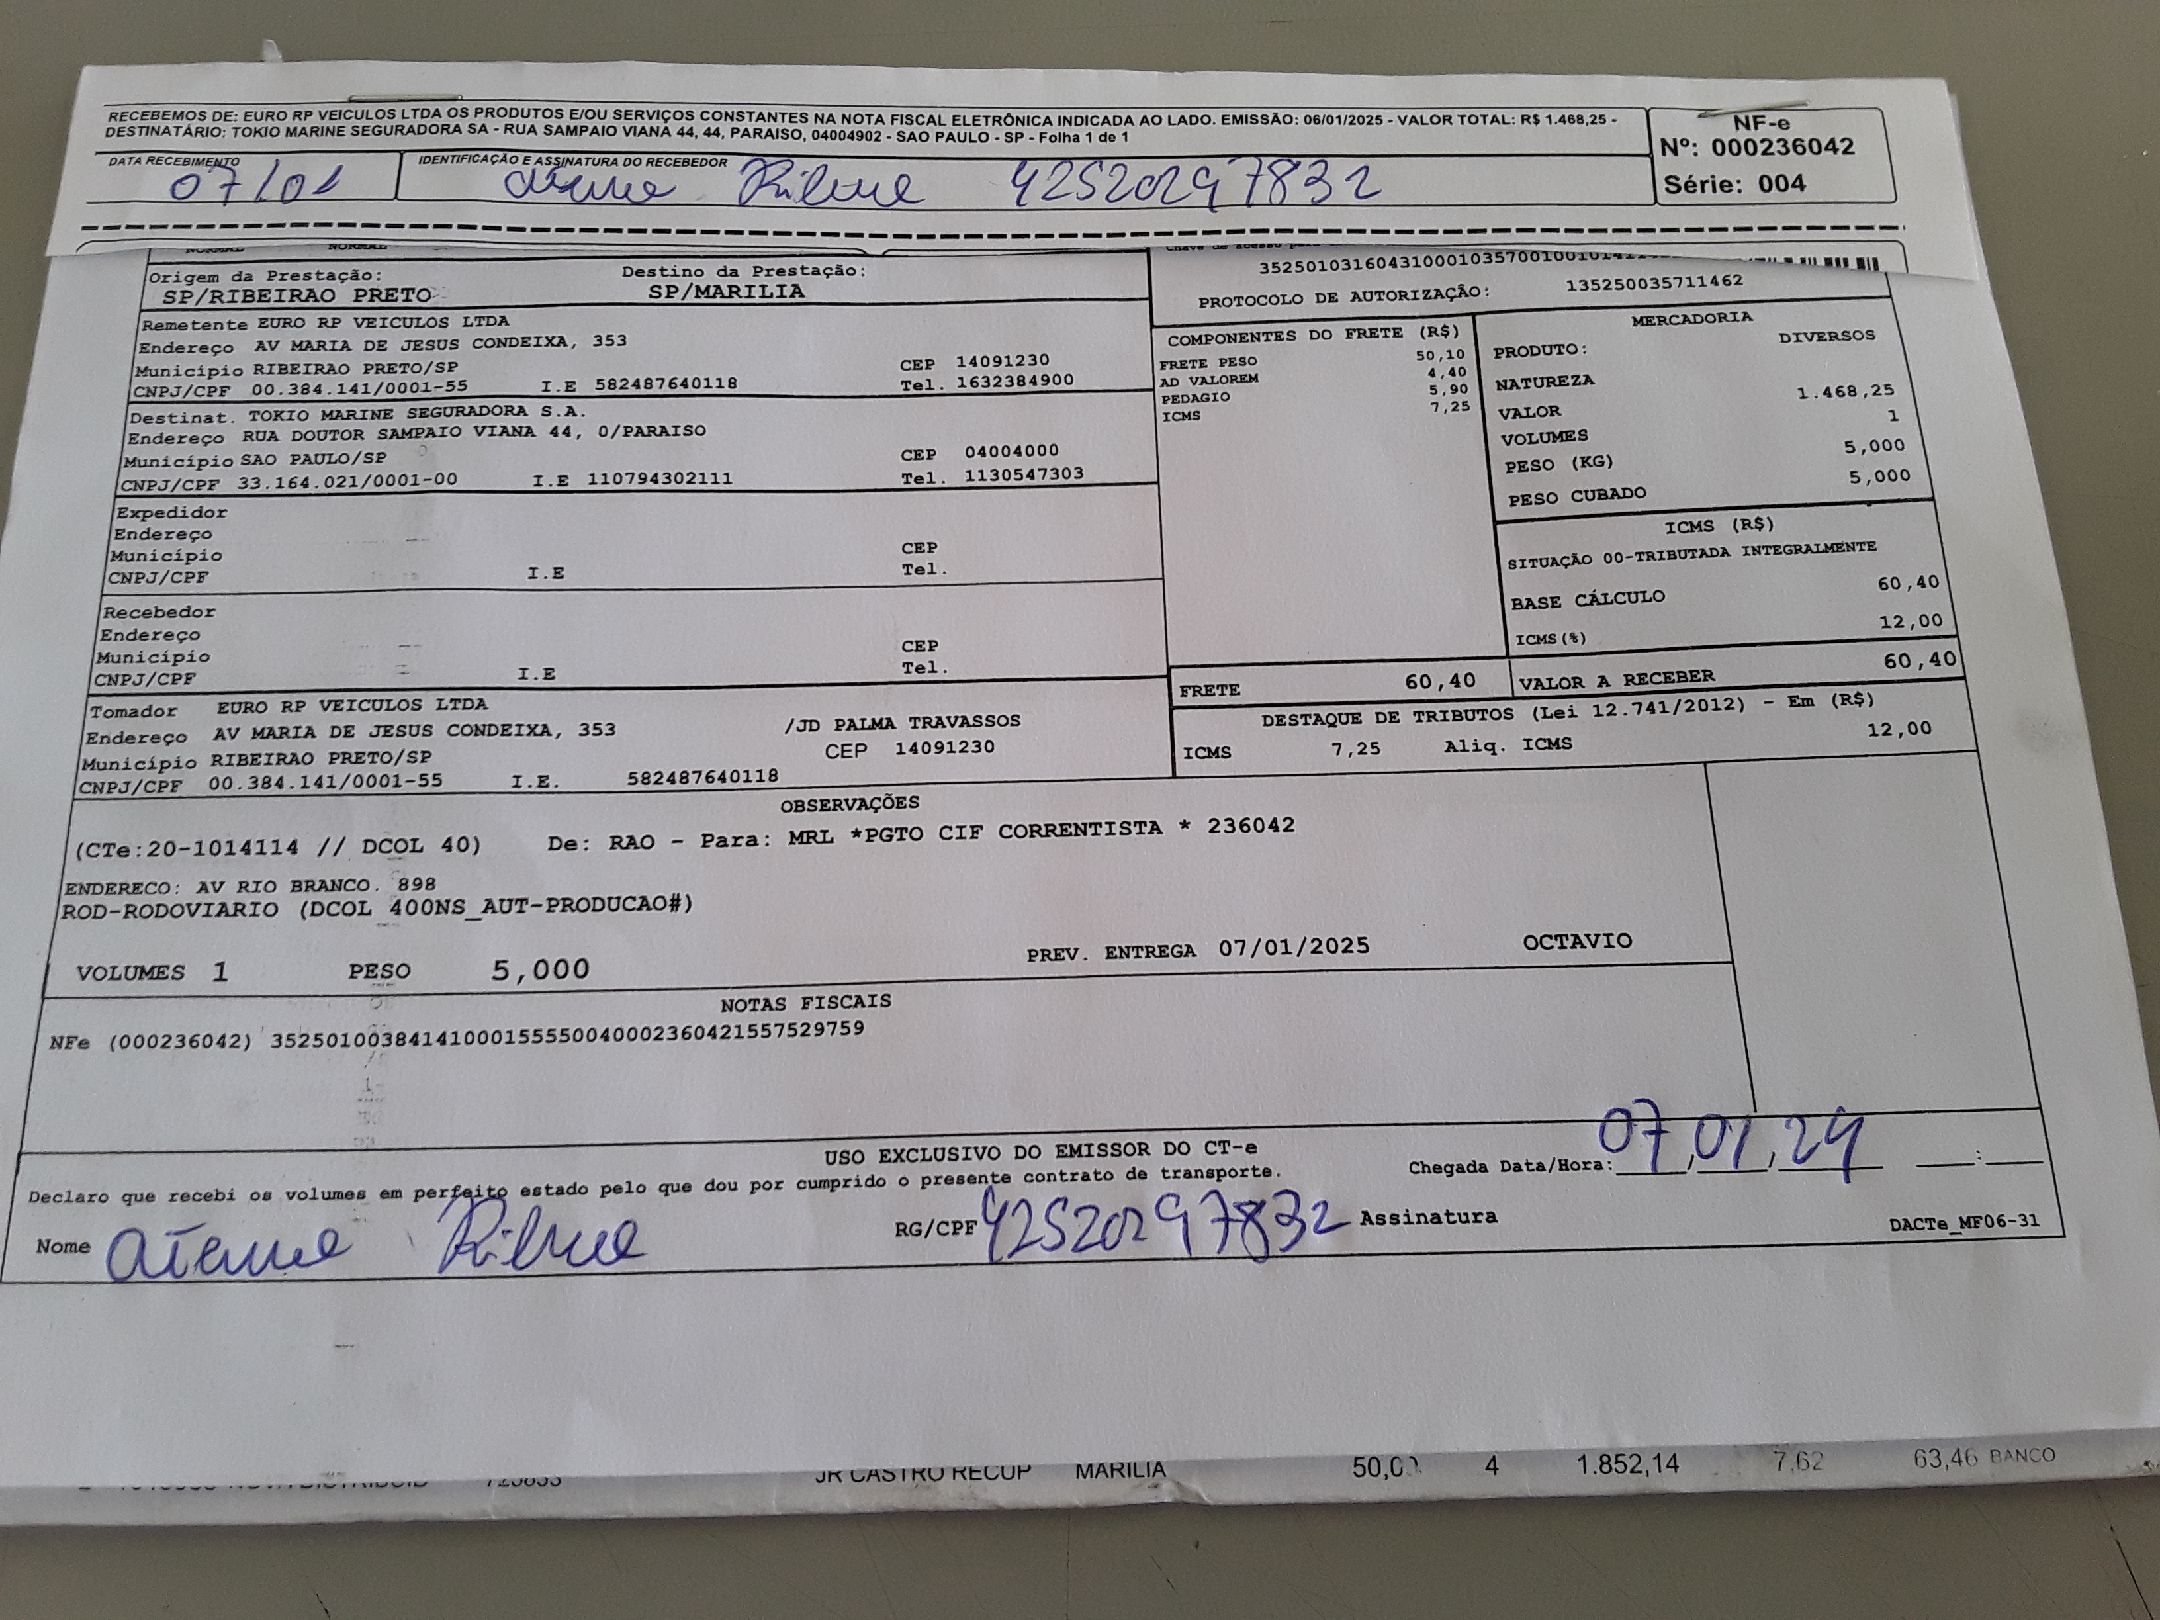 RECEBEMOS DE: EURO RP VEICULOS LTDA OS PRODUTOS E/OU SERVIÇOS CONSTANTES NA NOTA FISCAL ELETRÔNICA INDICADA AO LADO. EMISSÃO: 06/01/2025 - VALOR TOTAL: R$ 1.468,25 -
DESTINATÁRIO: TOKIO MARINE SEGURADORA SA - RUA SAMPAIO VIANA 44, 44, PARAISO, 04004902 - SAO PAULO - SP - Folha 1 de 1
NF-e
Nº: 000236042
Série: 004
DATA RECEBIMENTO
IDENTIFICAÇÃO E ASSINATURA DO RECEBEDOR
07/01
42520297832
NORMAL NORMAL
Origem da Prestação: Destino da Prestação:
SP/RIBEIRAO PRETO SP/MARILIA
PROTOCOLO DE AUTORIZAÇÃO: 135250035711462
Remetente EURO RP VEICULOS LTDA
Endereço AV MARIA DE JESUS CONDEIXA, 353
Município RIBEIRAO PRETO/SP CEP 14091230
CNPJ/CPF 00.384.141/0001-55 I.E 582487640118 Tel. 1632384900
Destinat. TOKIO MARINE SEGURADORA S.A.
Endereço RUA DOUTOR SAMPAIO VIANA 44, 0/PARAISO
Município SAO PAULO/SP CEP 04004000
CNPJ/CPF 33.164.021/0001-00 I.E 110794302111 Tel. 1130547303
Expedidor
Endereço
Município CEP
CNPJ/CPF I.E Tel.
Recebedor
Endereço
Município CEP
CNPJ/CPF I.E Tel.
Tomador EURO RP VEICULOS LTDA
Endereço AV MARIA DE JESUS CONDEIXA, 353 /JD PALMA TRAVASSOS
Município RIBEIRAO PRETO/SP CEP 14091230
CNPJ/CPF 00.384.141/0001-55 I.E. 582487640118
COMPONENTES DO FRETE (R$)
FRETE PESO 50,10
AD VALOREM 4,40
PEDAGIO 5,90
ICMS 7,25
MERCADORIA
PRODUTO: DIVERSOS
NATUREZA
VALOR 1.468,25
VOLUMES 1
PESO (KG) 5,000
PESO CUBADO 5,000
ICMS (R$)
SITUAÇÃO 00-TRIBUTADA INTEGRALMENTE
BASE CÁLCULO 60,40
ICMS(%) 12,00
FRETE 60,40 VALOR A RECEBER 60,40
DESTAQUE DE TRIBUTOS (Lei 12.741/2012) - Em (R$)
ICMS 7,25 Aliq. ICMS 12,00
OBSERVAÇÕES
(CTe:20-1014114 // DCOL 40) De: RAO - Para: MRL *PGTO CIF CORRENTISTA * 236042
ENDERECO: AV RIO BRANCO. 898
ROD-RODOVIARIO (DCOL 400NS_AUT-PRODUCAO#)
VOLUMES 1 PESO 5,000 PREV. ENTREGA 07/01/2025 OCTAVIO
NOTAS FISCAIS
NFe (000236042) 35250100384141000155550040002360421557529759
USO EXCLUSIVO DO EMISSOR DO CT-e
Declaro que recebi os volumes em perfeito estado pelo que dou por cumprido o presente contrato de transporte.
Chegada Data/Hora: 07,01,24 :
Nome RG/CPF 42520297832 Assinatura
DACTe_MF06-31
JR CASTRO RECUP MARILIA 50,00 4 1.852,14 7,62 63,46 BANCO